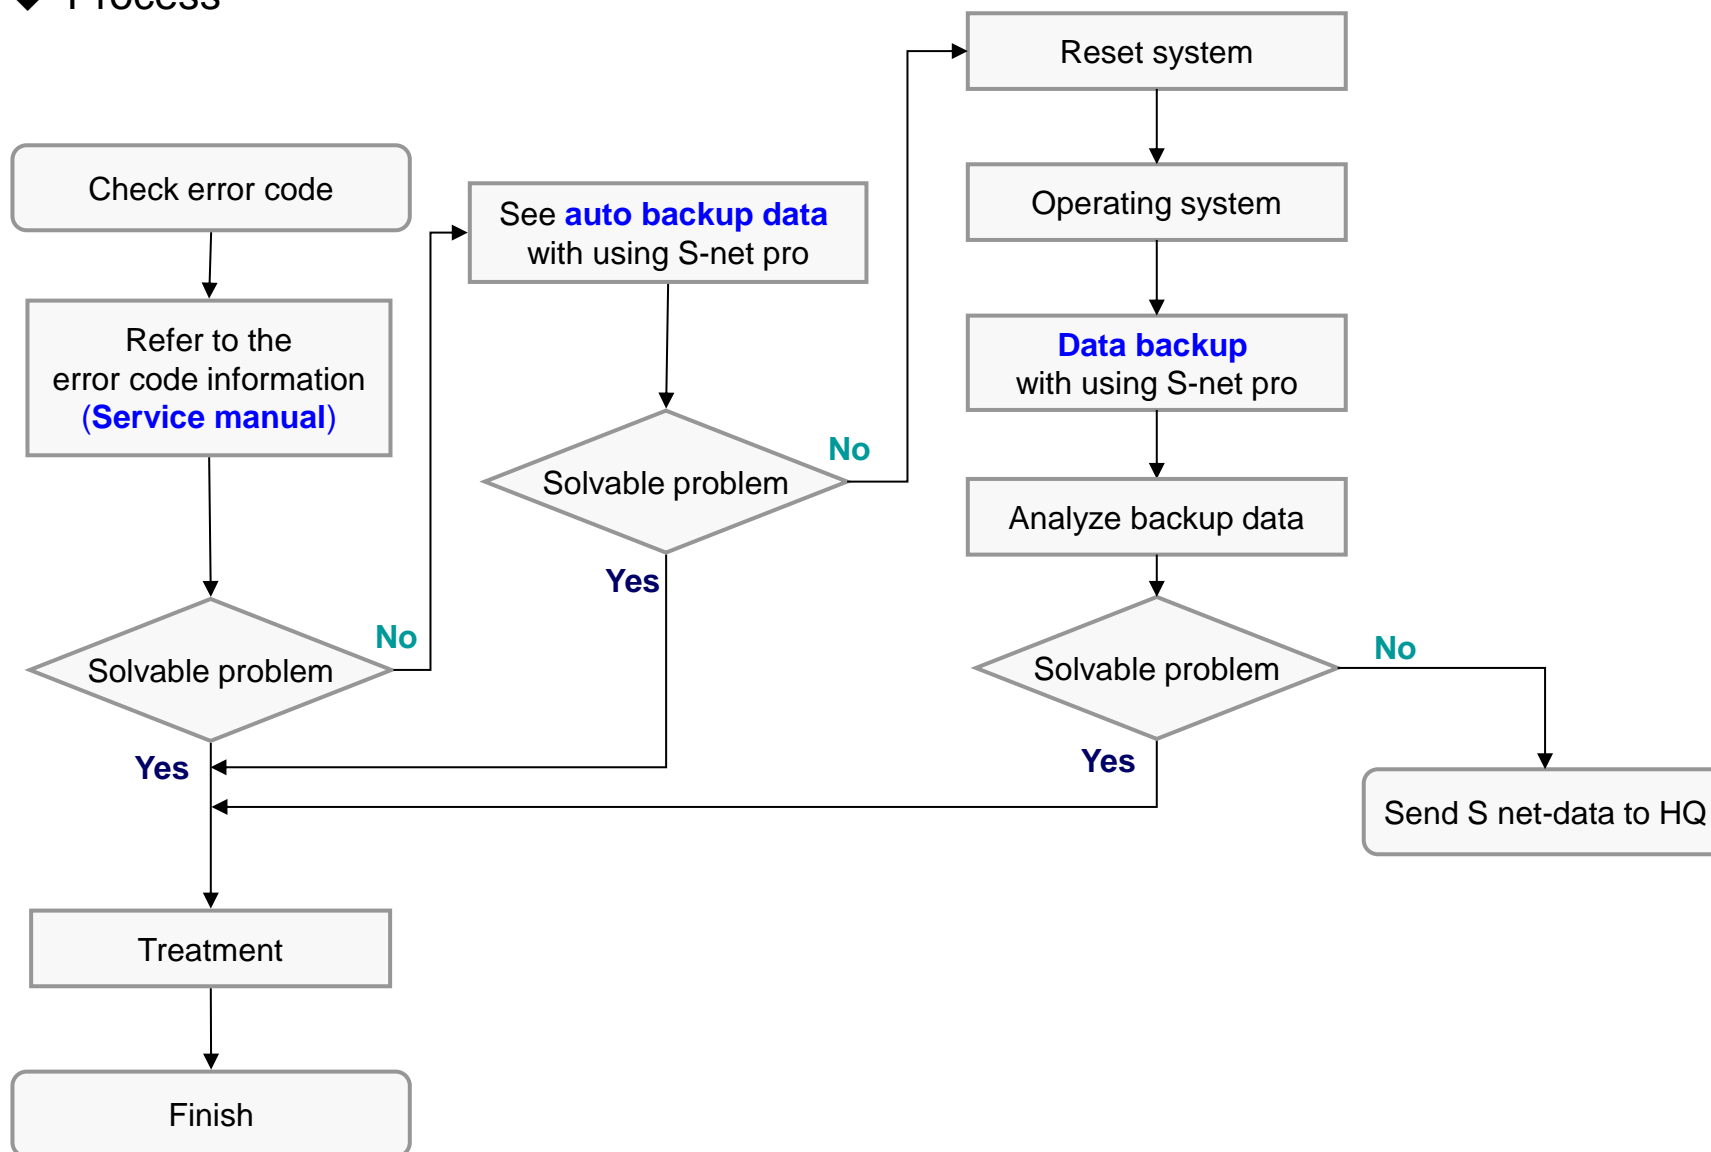 ◆ Process
Check error code
Refer to the
error code information
(Service manual)
Solvable problem
No
Yes
See auto backup data
with using S-net pro
Solvable problem
No
Yes
Reset system
Operating system
Data backup
with using S-net pro
Analyze backup data
Solvable problem
No
Yes
Send S net-data to HQ
Treatment
Finish